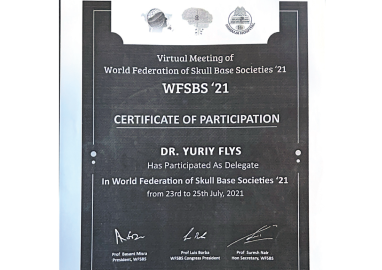 Virtual Meeting of
World Federation of Skull Base Societies '21
WFSBS '21
CERTIFICATE OF PARTICIPATION
DR. YURIY FLYS
Has Participated As Delegate
In World Federation of Skull Base Societies '21
from 23rd to 25th July, 2021
Prof Basant Misra
President, WFSBS
Prof Luis Borba
WFSBS Congress President
Prof Suresh Nair
Hon Secretary, WFSBS